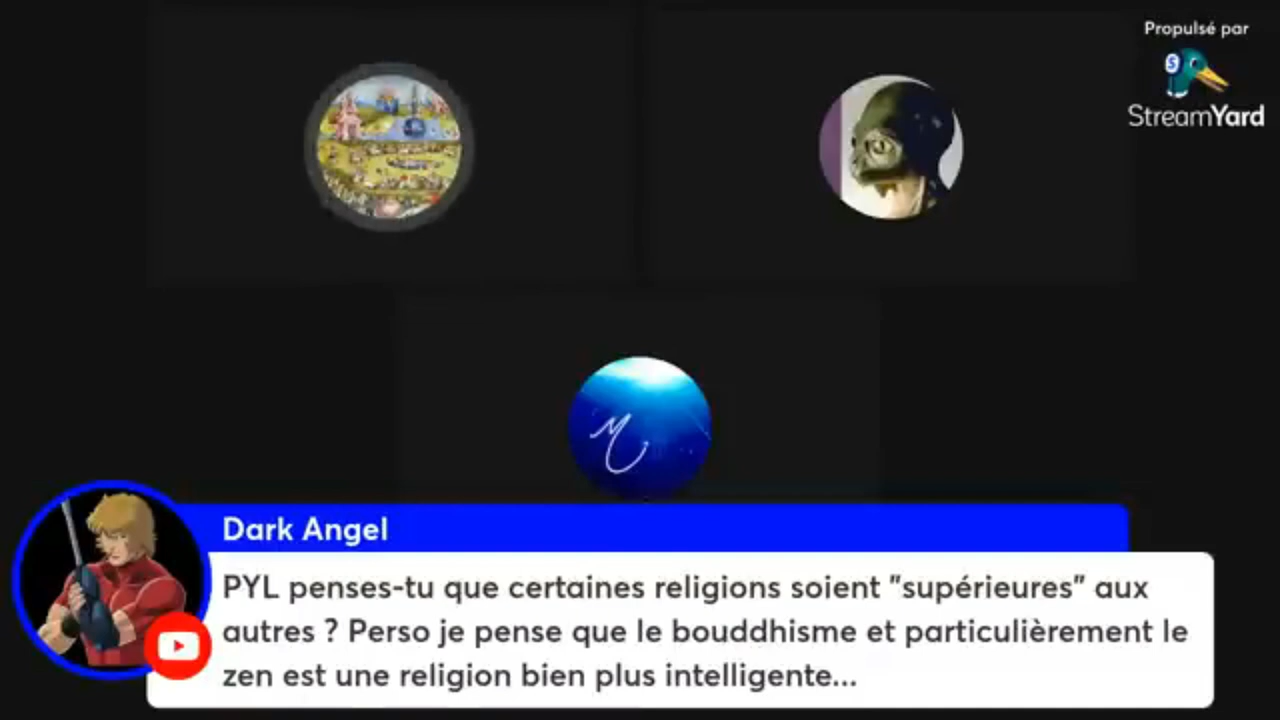 Propulsé par
StreamYard
Dark Angel
PYL penses-tu que certaines religions soient "supérieures" aux
autres ? Perso je pense que le bouddhisme et particulièrement le
zen est une religion bien plus intelligente...